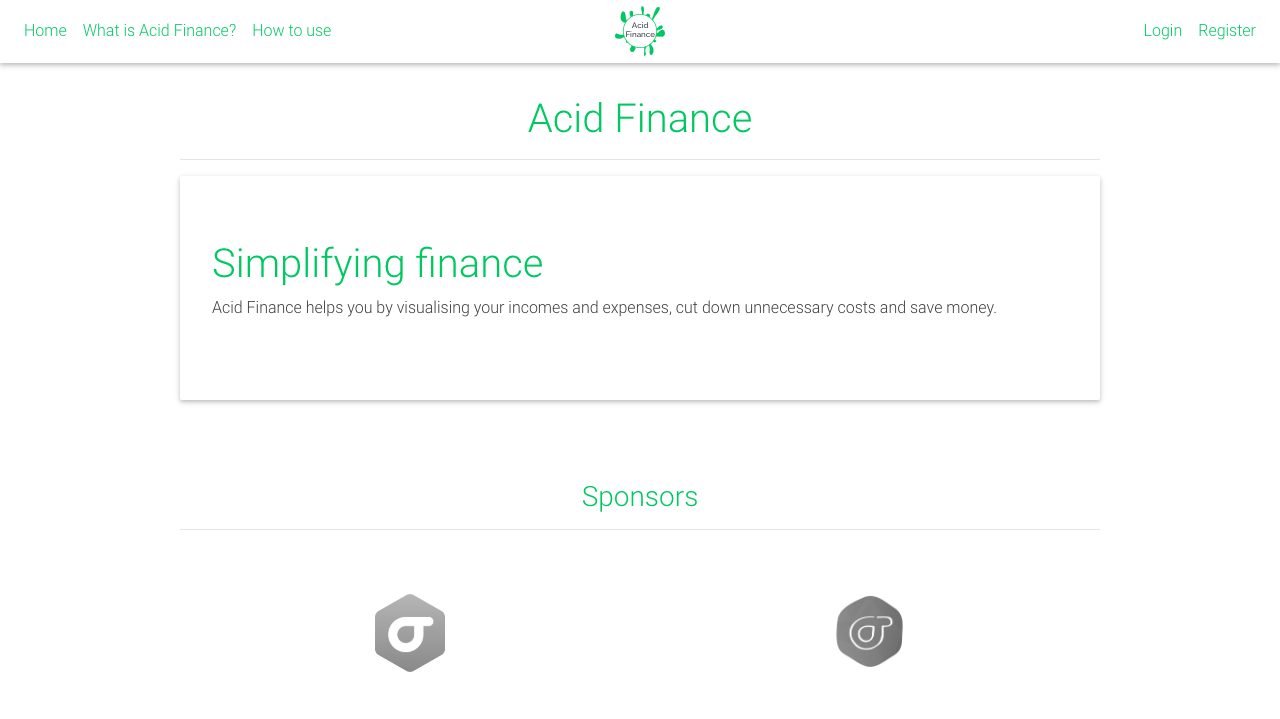 Home What is Acid Finance? How to use
Acid
Finance
Login Register
Acid Finance
Simplifying finance
Acid Finance helps you by visualising your incomes and expenses, cut down unnecessary costs and save money.
Sponsors